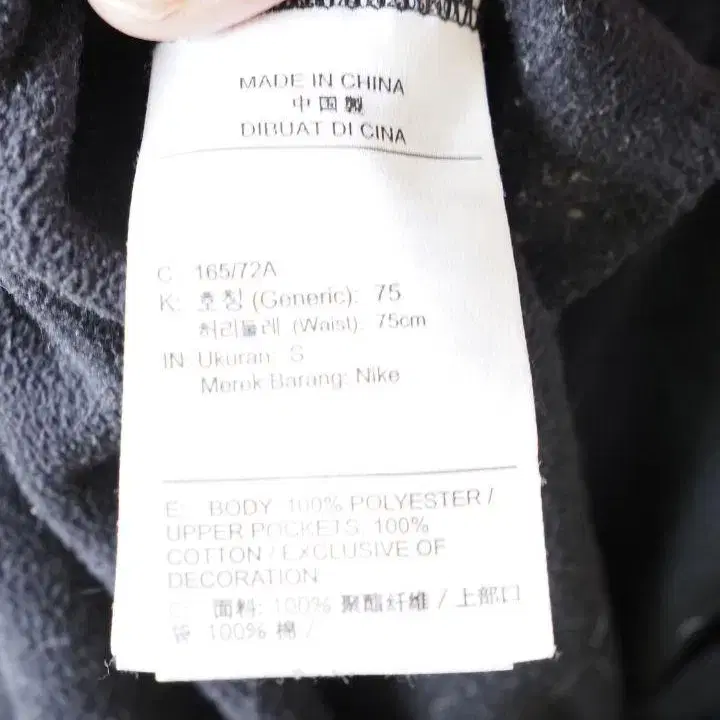 MADE IN CHINA
中国製
DIBUAT DI CINA
C: 165/72A
K: 호칭 (Generic): 75
허리둘레 (Waist): 75cm
IN: Ukuran: S
Merek Barang: Nike
E: BODY: 100% POLYESTER /
UPPER POCKETS: 100%
COTTON / EXCLUSIVE OF
DECORATION
面料: 100% 聚酯纤维 / 上部口
袋 100% 棉 /